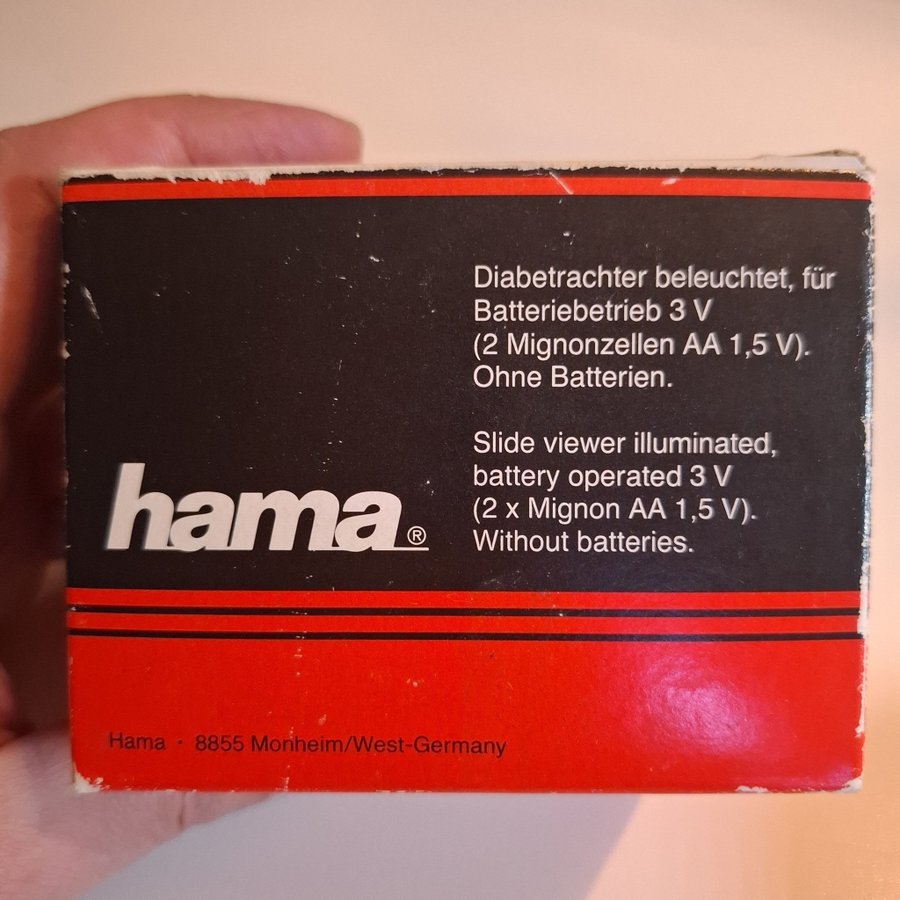 Diabetrachter beleuchtet, für
Batteriebetrieb 3 V
(2 Mignonzellen AA 1,5 V).
Ohne Batterien.
Slide viewer illuminated,
battery operated 3 V
(2 x Mignon AA 1,5 V).
Without batteries.
hama®
Hama · 8855 Monheim/West-Germany